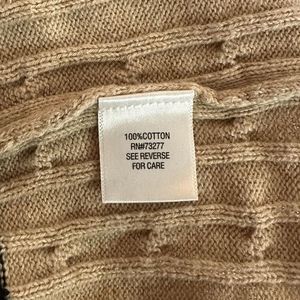 100%COTTON
RN#73277
SEE REVERSE
FOR CARE